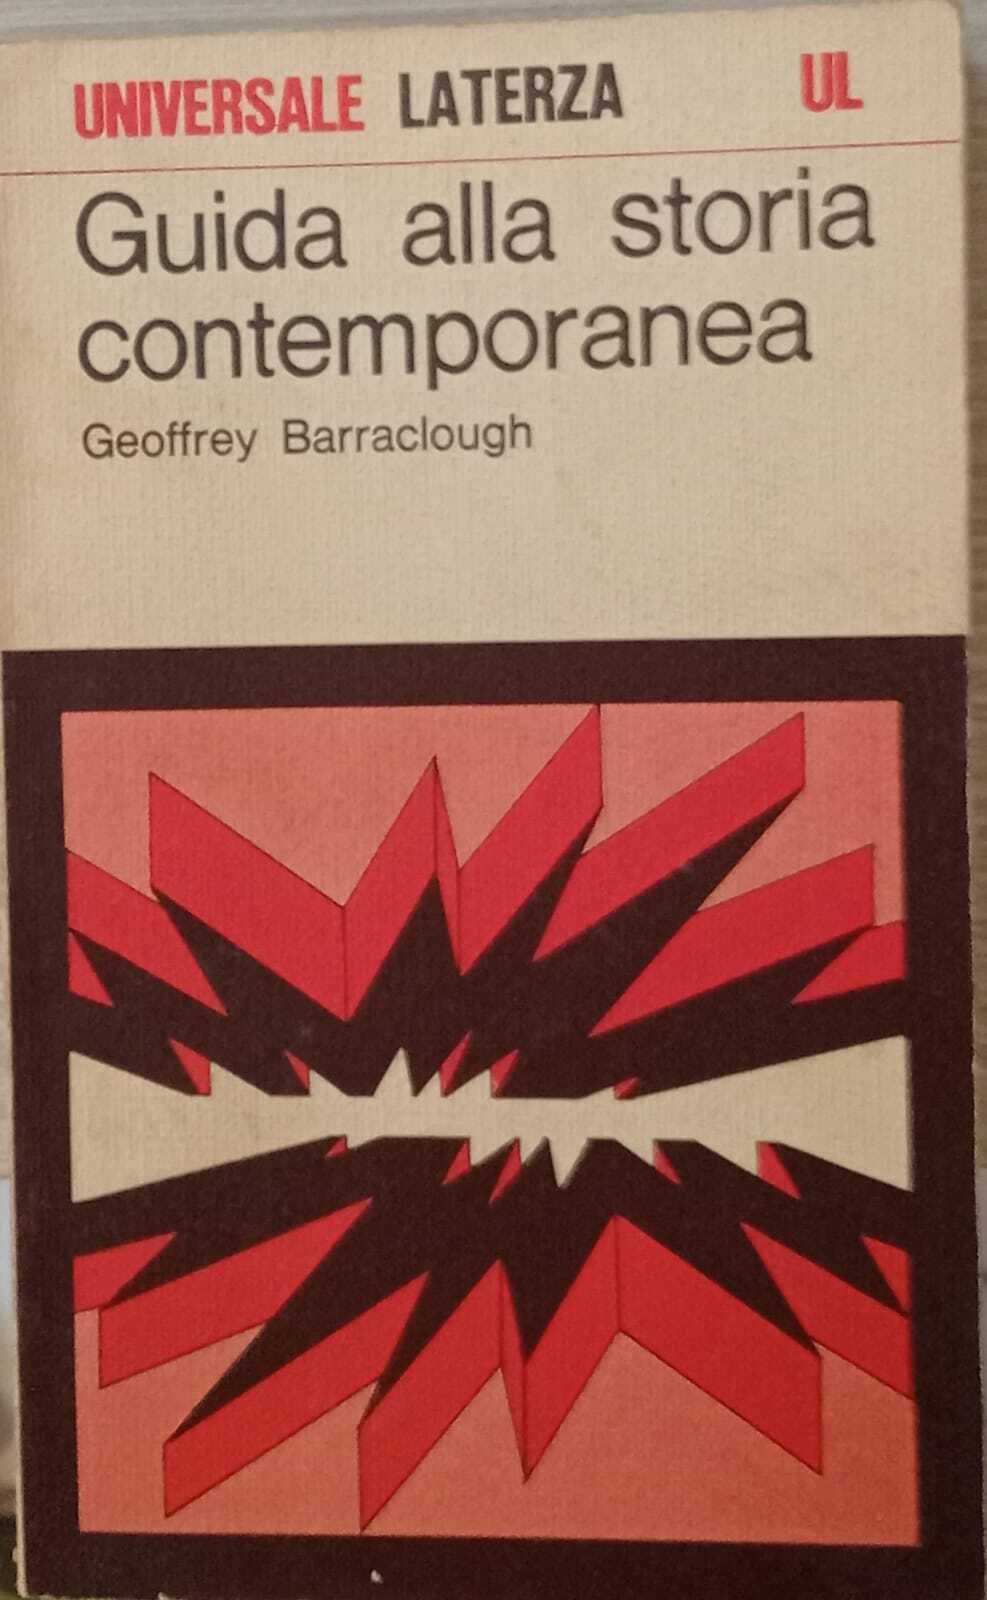 UNIVERSALE LATERZA UL
Guida alla storia
contemporanea
Geoffrey Barraclough